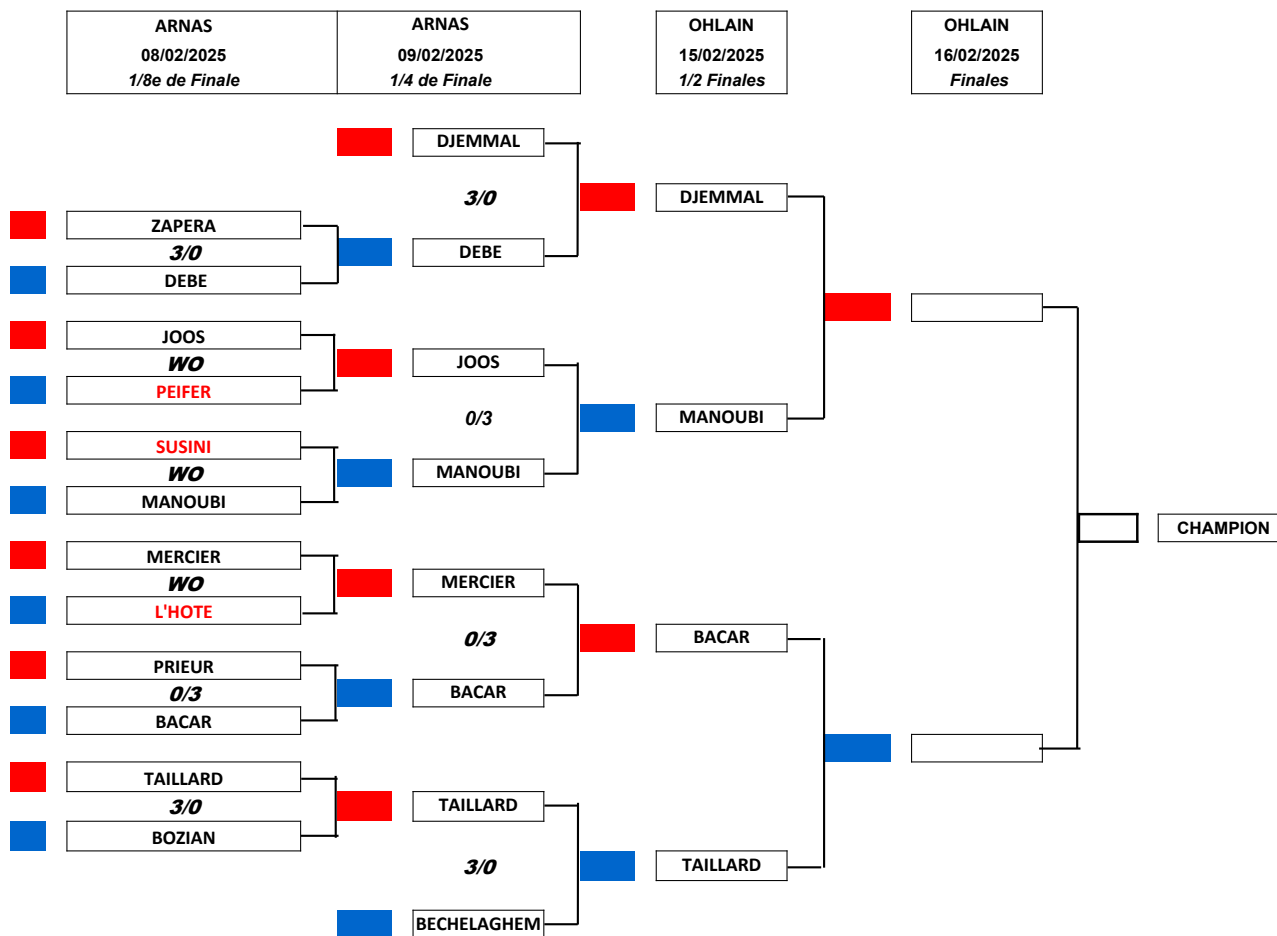 ARNAS
08/02/2025
1/8e de Finale
ARNAS
09/02/2025
1/4 de Finale
OHLAIN
15/02/2025
1/2 Finales
OHLAIN
16/02/2025
Finales
ZAPERA
3/0
DEBE
JOOS
WO
PEIFER
SUSINI
WO
MANOUBI
MERCIER
WO
L'HOTE
PRIEUR
0/3
BACAR
TAILLARD
3/0
BOZIAN
DJEMMAL
3/0
DEBE
JOOS
0/3
MANOUBI
MERCIER
0/3
BACAR
TAILLARD
3/0
BECHELAGHEM
DJEMMAL
MANOUBI
BACAR
TAILLARD
CHAMPION